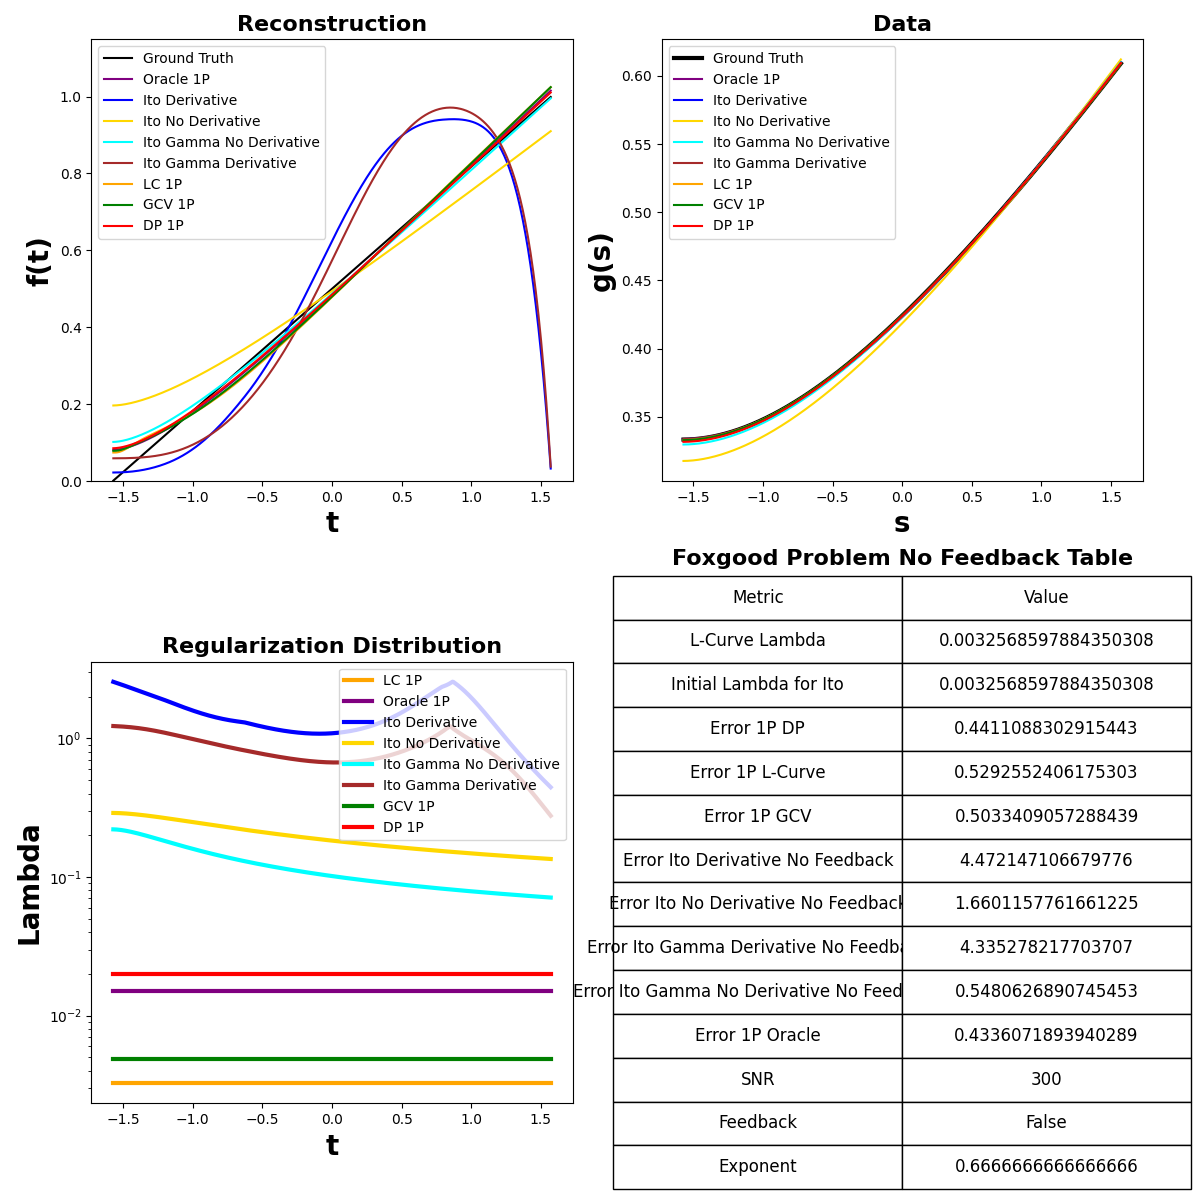 Reconstruction
Ground Truth
Oracle 1P
Ito Derivative
Ito No Derivative
Ito Gamma No Derivative
Ito Gamma Derivative
LC 1P
GCV 1P
DP 1P
1.0
0.8
0.6
0.4
0.2
0.0
f(t)
−1.5 −1.0 −0.5 0.0 0.5 1.0 1.5
t
Data
Ground Truth
Oracle 1P
Ito Derivative
Ito No Derivative
Ito Gamma No Derivative
Ito Gamma Derivative
LC 1P
GCV 1P
DP 1P
0.60
0.55
0.50
0.45
0.40
0.35
g(s)
−1.5 −1.0 −0.5 0.0 0.5 1.0 1.5
s
Regularization Distribution
LC 1P
Oracle 1P
Ito Derivative
Ito No Derivative
Ito Gamma No Derivative
Ito Gamma Derivative
GCV 1P
DP 1P
10⁰
10⁻¹
10⁻²
Lambda
−1.5 −1.0 −0.5 0.0 0.5 1.0 1.5
t
Foxgood Problem No Feedback Table
Metric Value
L-Curve Lambda 0.0032568597884350308
Initial Lambda for Ito 0.0032568597884350308
Error 1P DP 0.4411088302915443
Error 1P L-Curve 0.5292552406175303
Error 1P GCV 0.5033409057288439
Error Ito Derivative No Feedback 4.472147106679776
Error Ito No Derivative No Feedback 1.6601157761661225
Error Ito Gamma Derivative No Feedba 4.335278217703707
Error Ito Gamma No Derivative No Feed 0.5480626890745453
Error 1P Oracle 0.4336071893940289
SNR 300
Feedback False
Exponent 0.6666666666666666